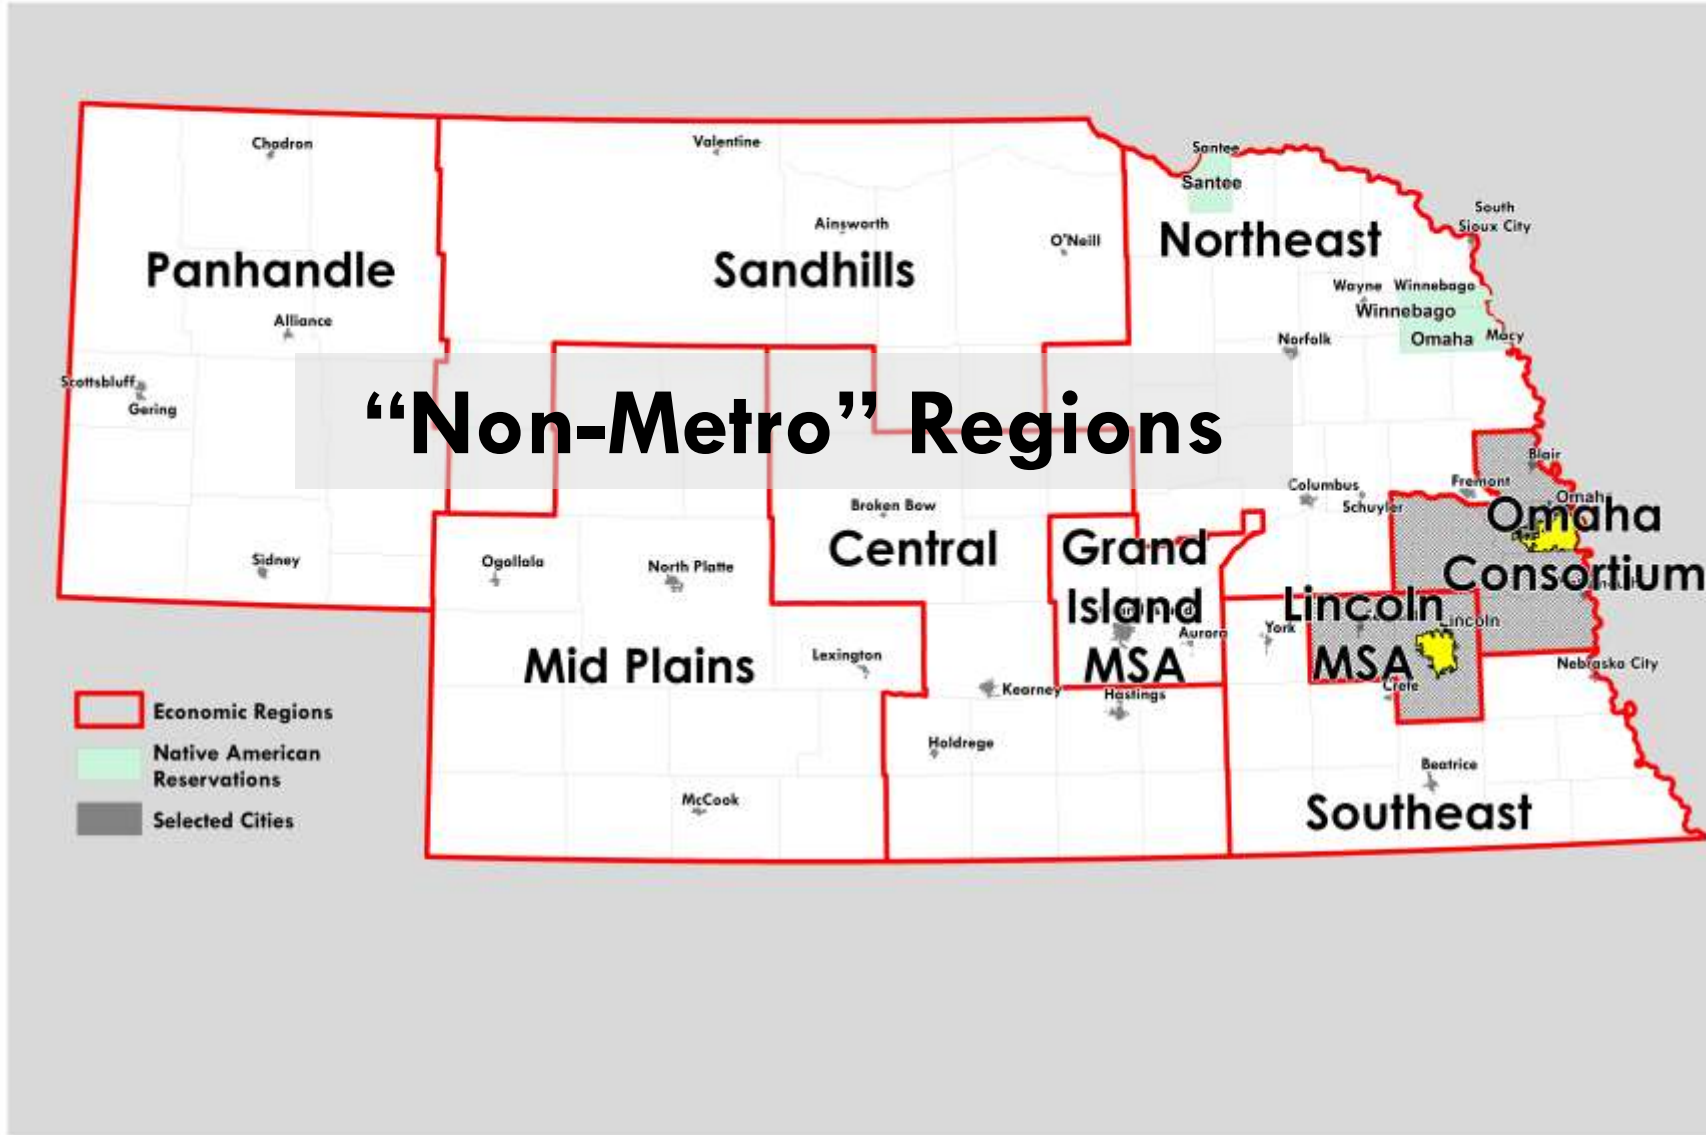 Chadron
Valentine
Santee
Santee
Ainsworth
O'Neill
South
Sioux City
Northeast
Panhandle
Sandhills
Wayne
Winnebago
Winnebago
Alliance
Norfolk
Omaha
Macy
Scottsbluff
Gering
“Non-Metro” Regions
Blair
Fremont
Columbus
Schuyler
Broken Bow
Omaha
Consortium
Central
Grand
Island
MSA
Sidney
Ogallala
North Platte
Lincoln
MSA
Lincoln
Aurora
York
Mid Plains
Lexington
Nebraska City
Kearney
Hastings
Crete
Holdrege
Beatrice
McCook
Southeast
Economic Regions
Native American
Reservations
Selected Cities